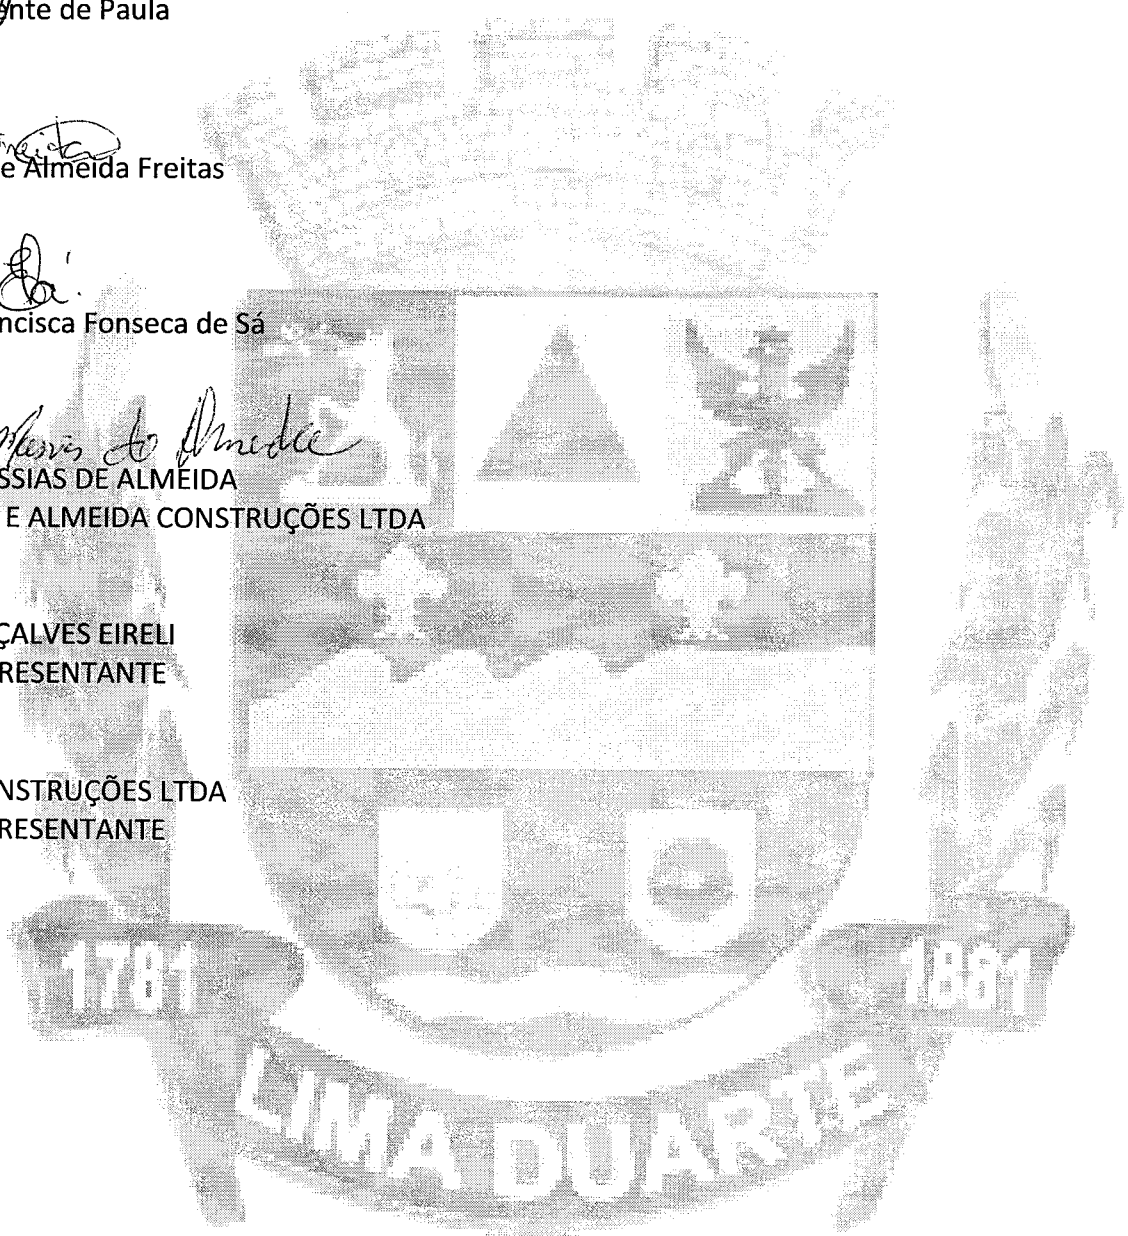 ente de Paula
e Almeida Freitas
ncisca Fonseca de Sá
SSIAS DE ALMEIDA
E ALMEIDA CONSTRUÇÕES LTDA
ÇALVES EIRELI
RESENTANTE
NSTRUÇÕES LTDA
RESENTANTE
1781
1881
LIMA DUARTE